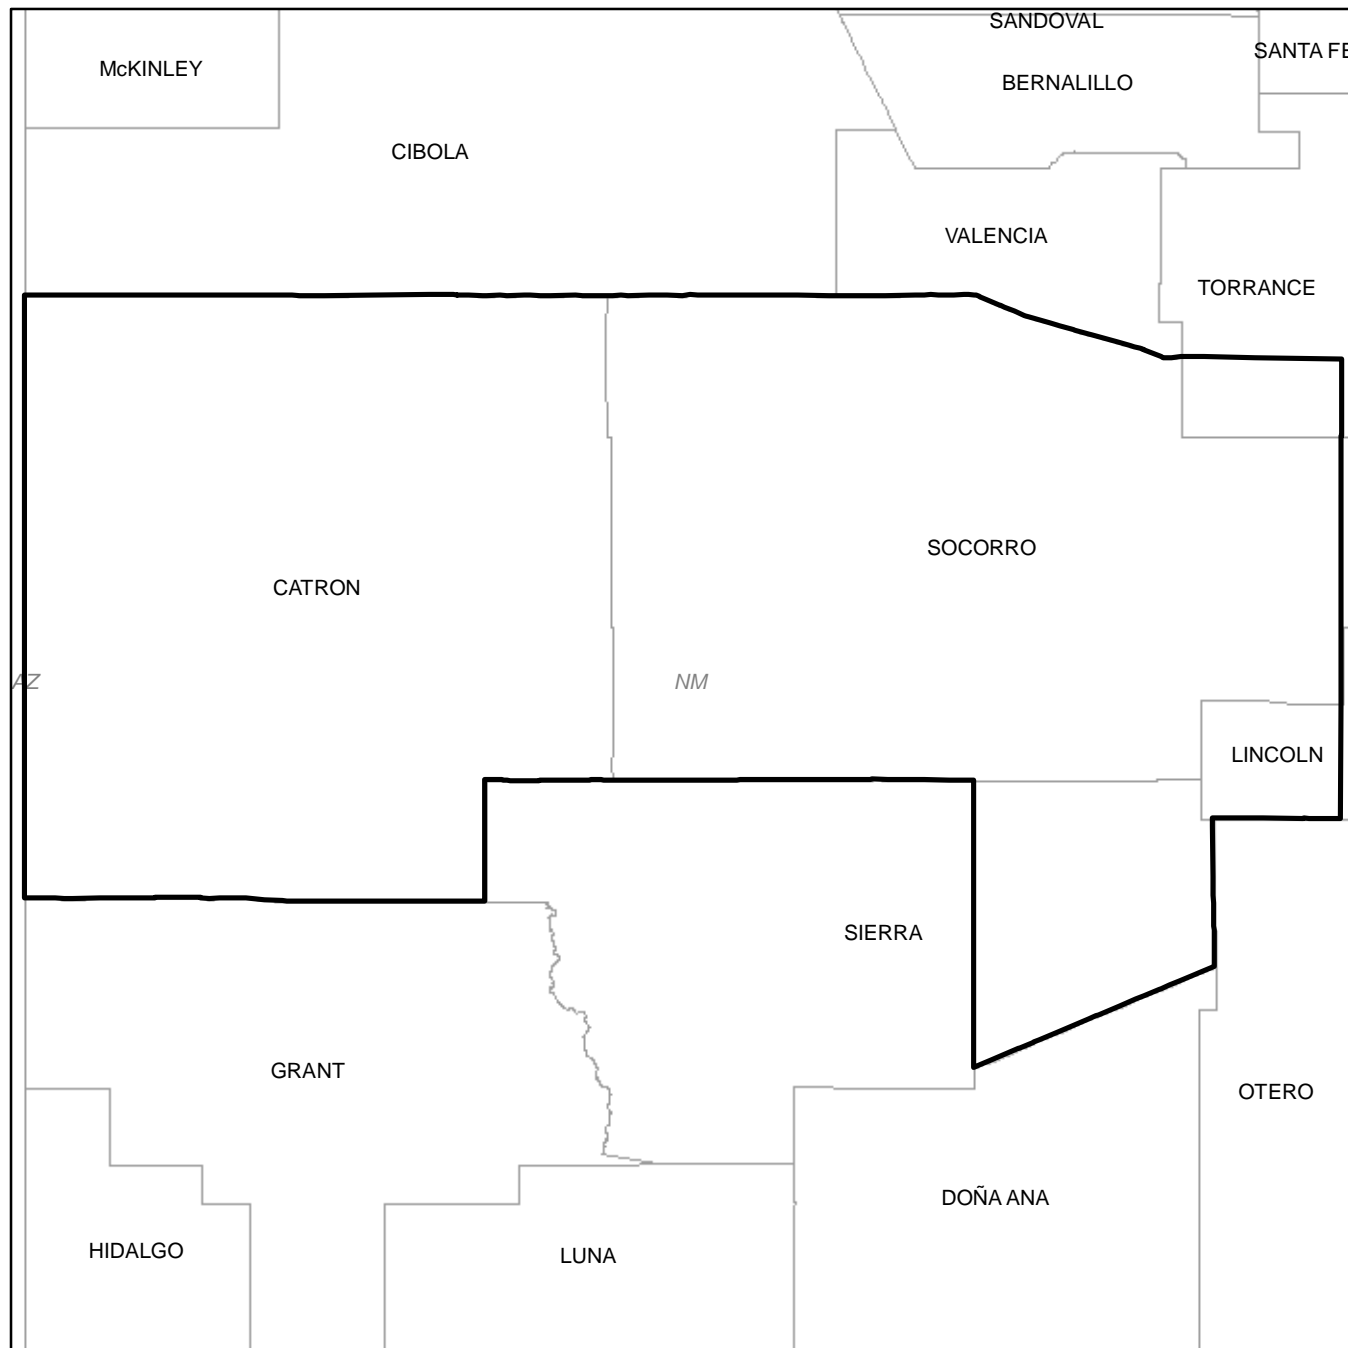 SANDOVAL
SANTA FE
McKINLEY
BERNALILLO
CIBOLA
VALENCIA
TORRANCE
SOCORRO
CATRON
AZ
NM
LINCOLN
SIERRA
GRANT
OTERO
DOÑA ANA
HIDALGO
LUNA